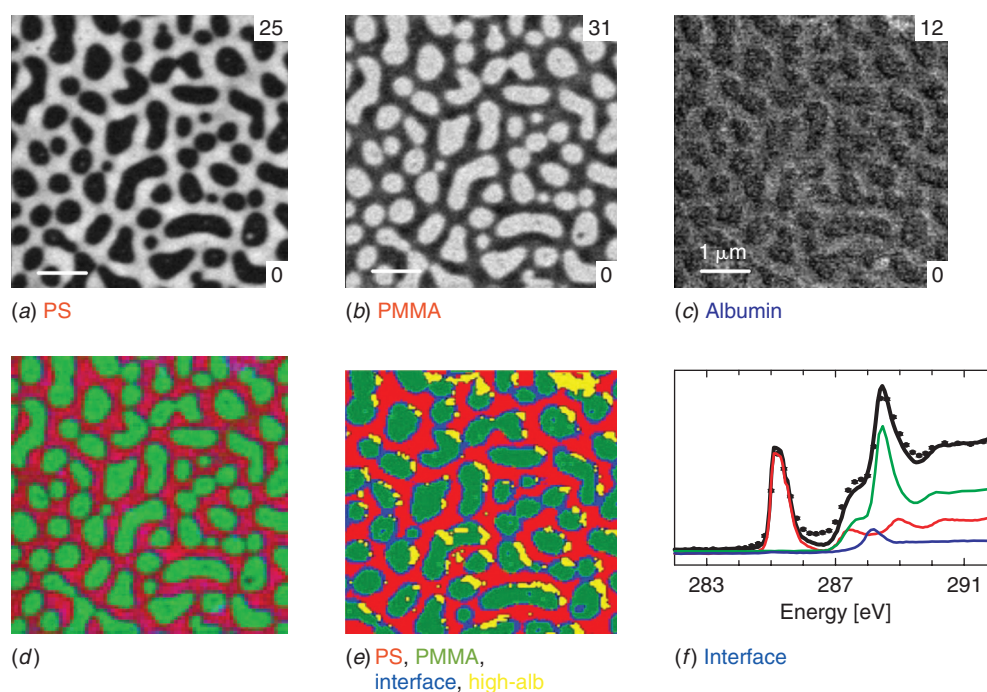 25
31
12
1 μm
0
0
0
(a) PS
(b) PMMA
(c) Albumin
(d)
(e) PS, PMMA,
interface, high-alb
283
287
291
Energy [eV]
(f) Interface